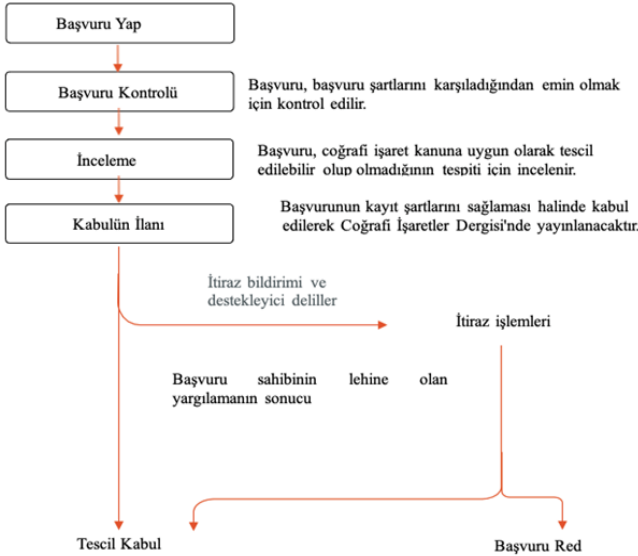 Başvuru Yap
Başvuru Kontrolü
Başvuru, başvuru şartlarını karşıladığından emin olmak
için kontrol edilir.
İnceleme
Başvuru, coğrafi işaret kanuna uygun olarak tescil
edilebilir olup olmadığının tespiti için incelenir.
Kabulün İlanı
Başvurunun kayıt şartlarını sağlaması halinde kabul
edilerek Coğrafi İşaretler Dergisi'nde yayınlanacaktır.
İtiraz bildirimi ve
destekleyici deliller
İtiraz işlemleri
Başvuru sahibinin lehine olan
yargılamanın sonucu
Tescil Kabul
Başvuru Red